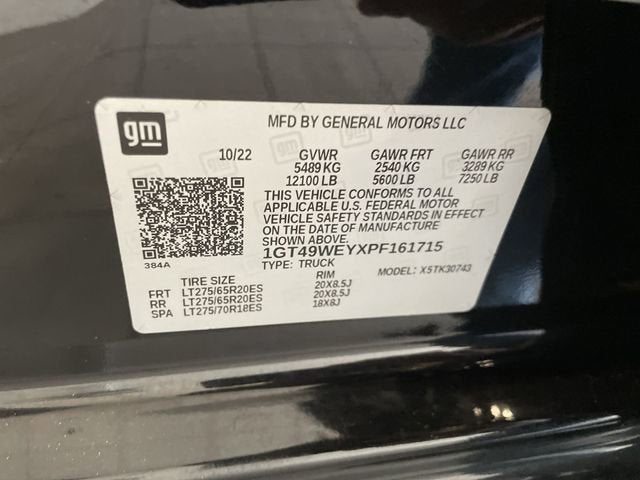 gm
MFD BY GENERAL MOTORS LLC
10/22 GVWR GAWR FRT GAWR RR
5489 KG 2540 KG 3289 KG
12100 LB 5600 LB 7250 LB
THIS VEHICLE CONFORMS TO ALL
APPLICABLE U.S. FEDERAL MOTOR
VEHICLE SAFETY STANDARDS IN EFFECT
ON THE DATE OF MANUFACTURE
SHOWN ABOVE.
1GT49WEYXPF161715
384A
TYPE: TRUCK MODEL: X5TK30743
TIRE SIZE RIM
FRT LT275/65R20ES 20X8.5J
RR LT275/65R20ES 20X8.5J
SPA LT275/70R18ES 18X8J